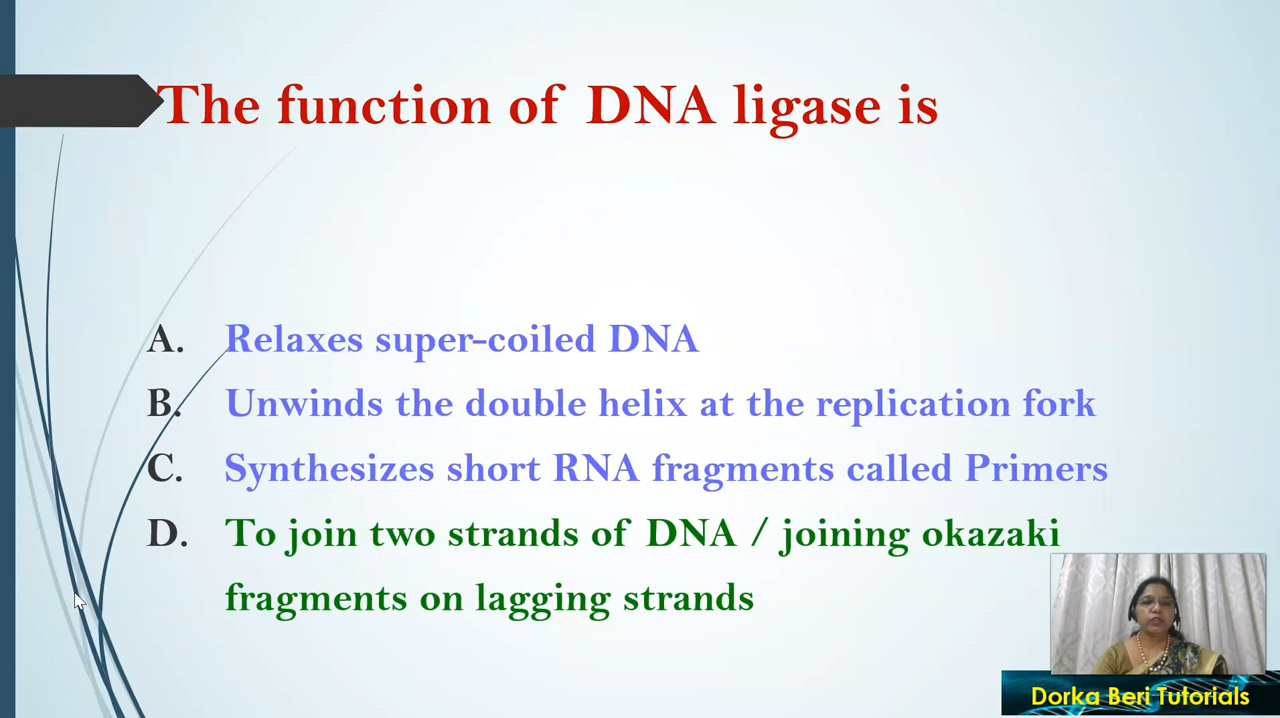 The function of DNA ligase is
A. Relaxes super-coiled DNA
B. Unwinds the double helix at the replication fork
C. Synthesizes short RNA fragments called Primers
D. To join two strands of DNA / joining okazaki
fragments on lagging strands
Dorka Beri Tutorials